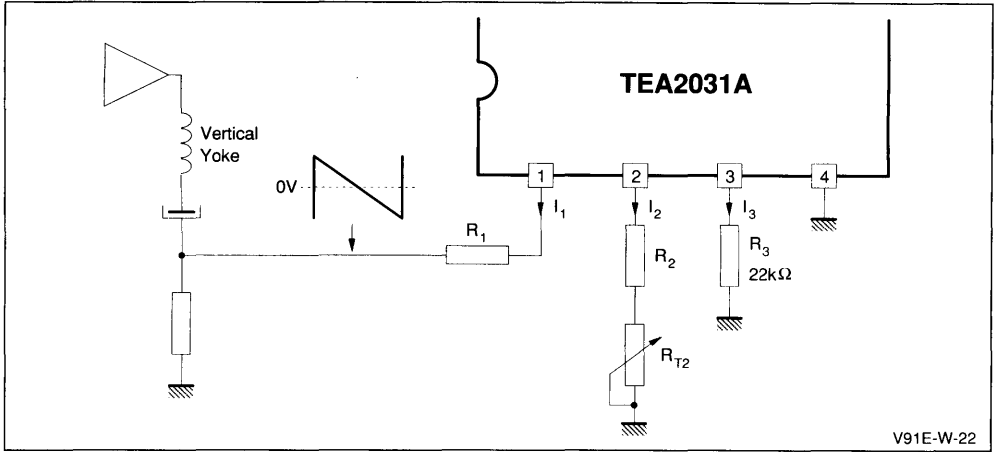 TEA2031A
Vertical
Yoke
0V
1
2
3
4
I1
I2
I3
R1
R2
R3
22kΩ
RT2
V91E-W-22